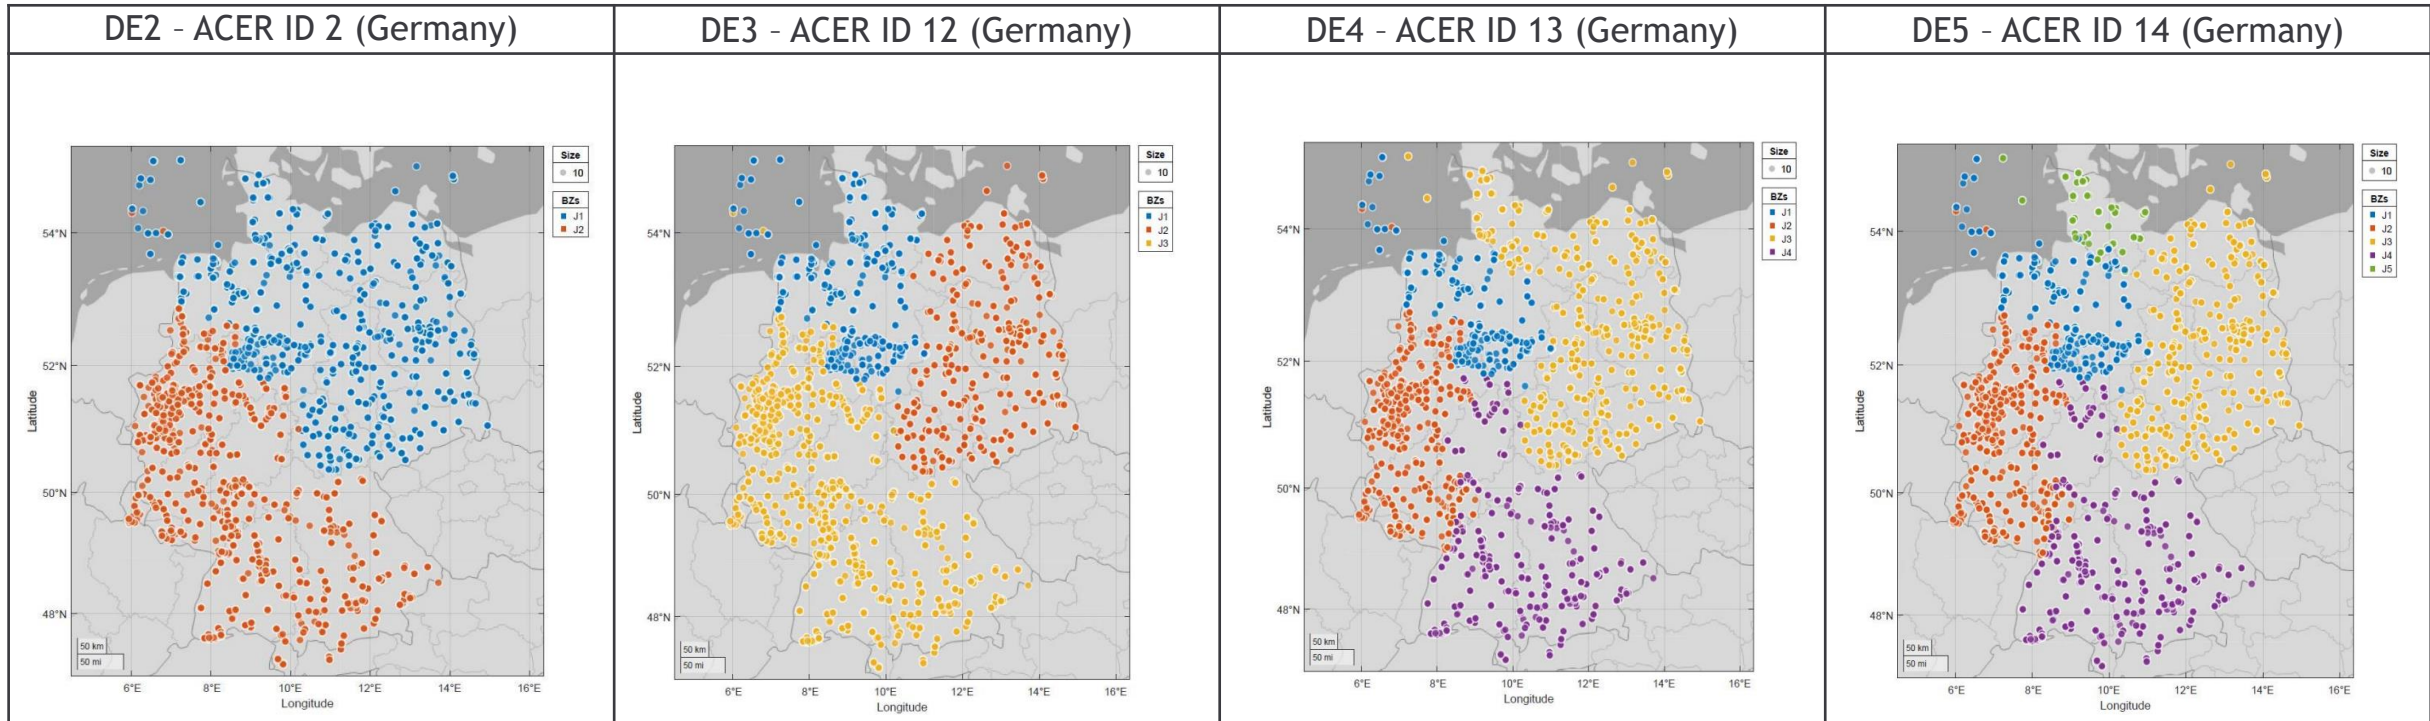 DE2 – ACER ID 2 (Germany)
DE3 – ACER ID 12 (Germany)
DE4 – ACER ID 13 (Germany)
DE5 – ACER ID 14 (Germany)
Size
10
BZs
J1
J2
54°N
52°N
50°N
48°N
Latitude
50 km
50 mi
6°E 8°E 10°E 12°E 14°E 16°E
Longitude
Size
10
BZs
J1
J2
J3
54°N
52°N
50°N
48°N
Latitude
50 km
50 mi
6°E 8°E 10°E 12°E 14°E 16°E
Longitude
Size
10
BZs
J1
J2
J3
J4
54°N
52°N
50°N
48°N
Latitude
50 km
50 mi
6°E 8°E 10°E 12°E 14°E 16°E
Longitude
Size
10
BZs
J1
J2
J3
J4
J5
54°N
52°N
50°N
48°N
Latitude
50 km
50 mi
6°E 8°E 10°E 12°E 14°E 16°E
Longitude